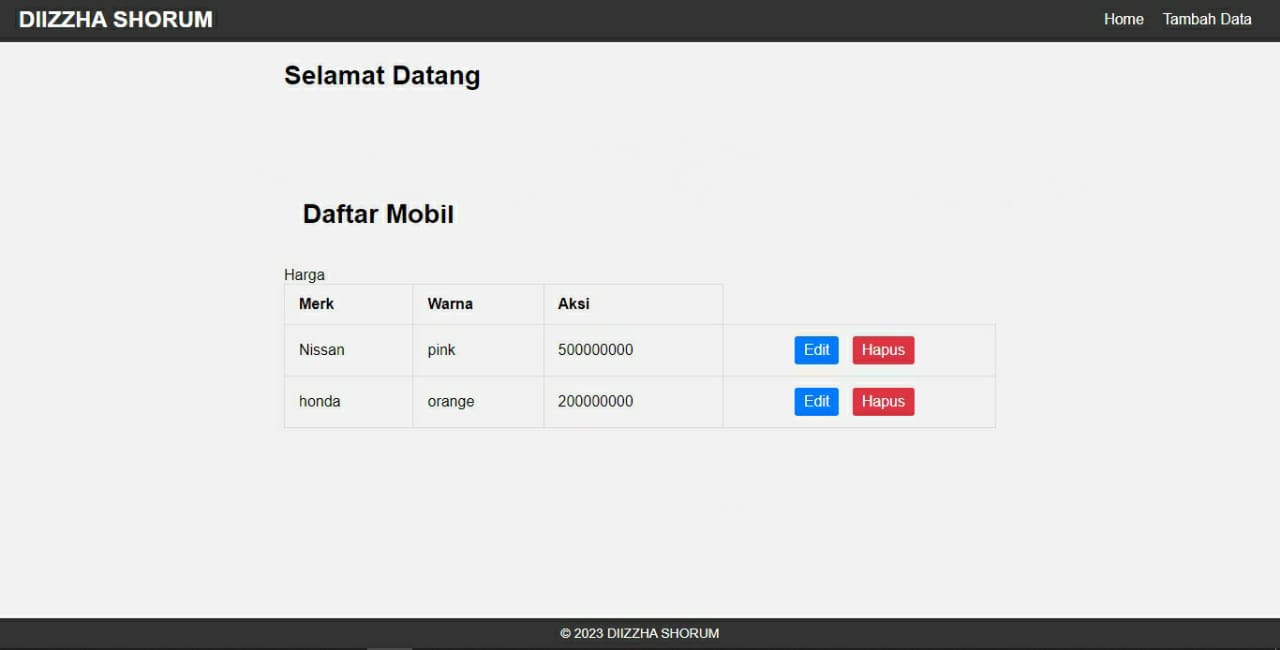 DIIZZHA SHORUM Home Tambah Data
Selamat Datang
Daftar Mobil
Harga
Merk Warna Aksi
Nissan pink 500000000 Edit Hapus
honda orange 200000000 Edit Hapus
© 2023 DIIZZHA SHORUM